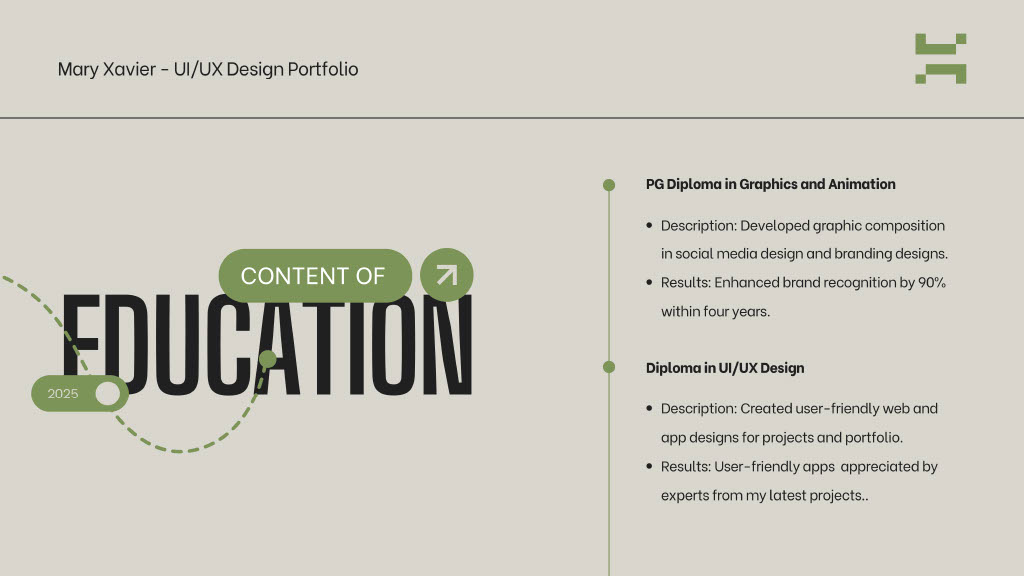 Mary Xavier - UI/UX Design Portfolio
CONTENT OF
EDUCATION
2025
PG Diploma in Graphics and Animation
• Description: Developed graphic composition
in social media design and branding designs.
• Results: Enhanced brand recognition by 90%
within four years.
Diploma in UI/UX Design
• Description: Created user-friendly web and
app designs for projects and portfolio.
• Results: User-friendly apps  appreciated by
experts from my latest projects..